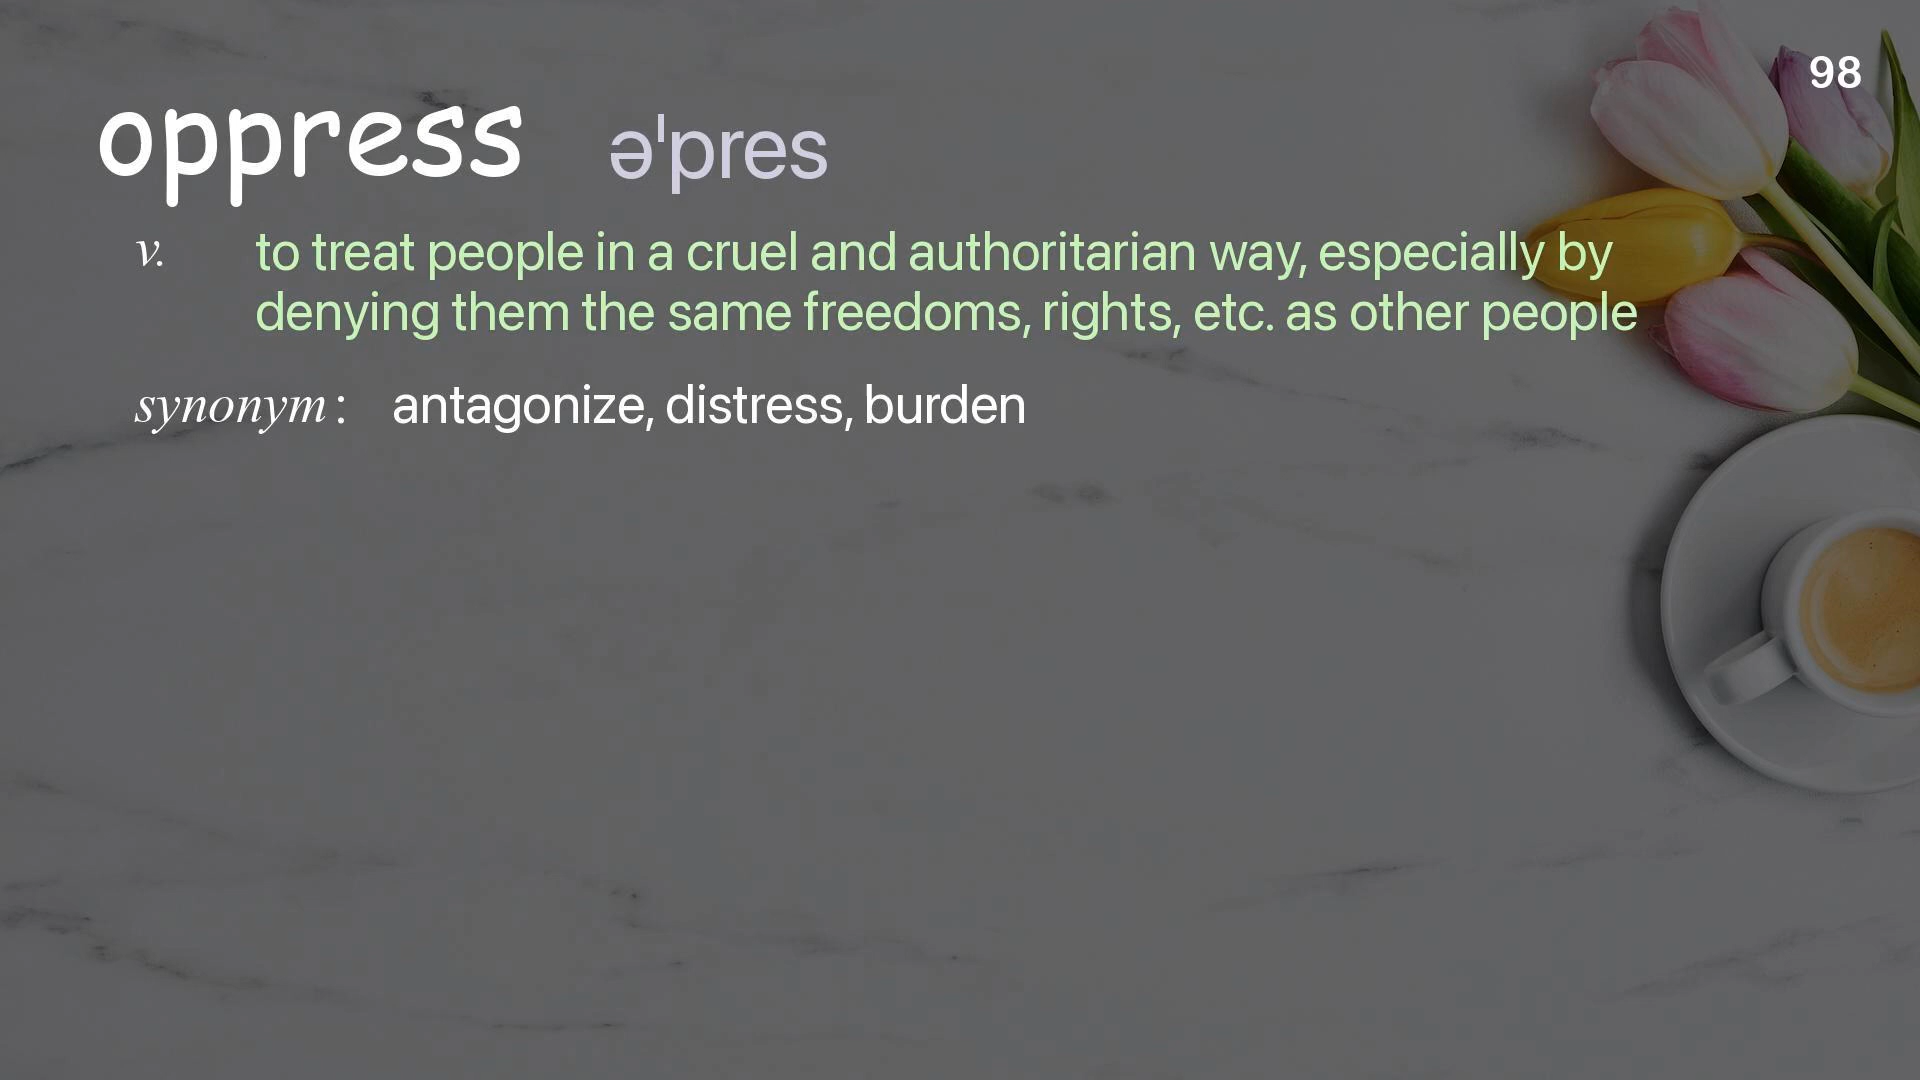 98
oppress əˈpres
v. to treat people in a cruel and authoritarian way, especially by
denying them the same freedoms, rights, etc. as other people
synonym : antagonize, distress, burden